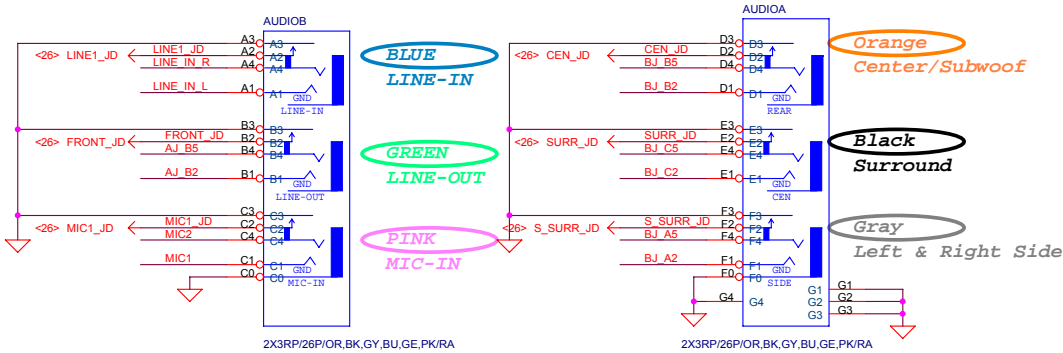 AUDIOB
A3 A3
<26> LINE1_JD LINE1_JD A2 A2
LINE_IN_R A4 A4
LINE_IN_L A1 GND
LINE-IN
BLUE
LINE-IN
B3 B3
<26> FRONT_JD FRONT_JD B2 B2
AJ_B5 B4 B4
AJ_B2 B1 GND
LINE-OUT
GREEN
LINE-OUT
C3 C3
<26> MIC1_JD MIC1_JD C2 C2
MIC2 C4 C4
MIC1 C1 GND
C0 C0
MIC-IN
PINK
MIC-IN
2X3RP/26P/OR,BK,GY,BU,GE,PK/RA
AUDIOA
D3 D3
<26> CEN_JD CEN_JD D2 D2
BJ_B5 D4 D4
BJ_B2 D1 D1 GND
REAR
Orange
Center/Subwoof
E3 E3
<26> SURR_JD SURR_JD E2 E2
BJ_C5 E4 E4
BJ_C2 E1 E1 GND
CEN
Black
Surround
F3 F3
<26> S_SURR_JD S_SURR_JD F2 F2
BJ_A5 F4 F4
BJ_A2 F1 F1 GND
F0 F0
SIDE
Gray
Left & Right Side
G4 G4
G1 G1
G2 G2
G3 G3
2X3RP/26P/OR,BK,GY,BU,GE,PK/RA